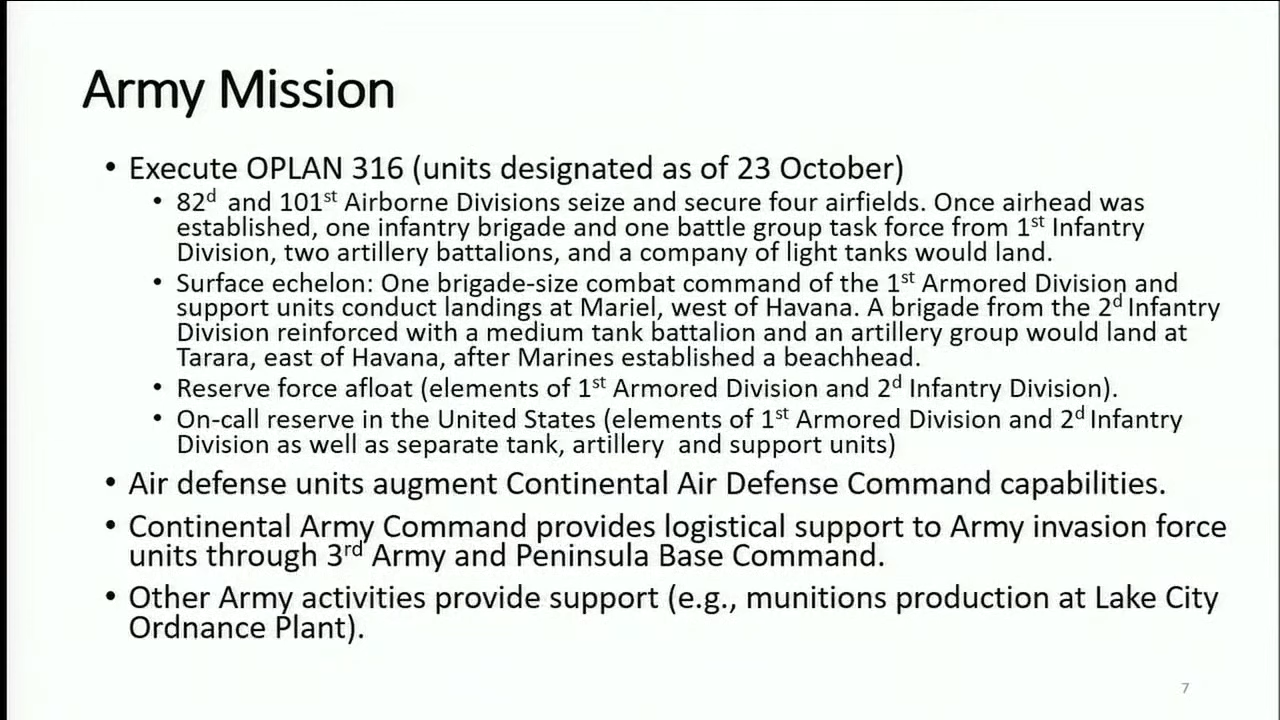 Army Mission
• Execute OPLAN 316 (units designated as of 23 October)
• 82d and 101st Airborne Divisions seize and secure four airfields. Once airhead was
established, one infantry brigade and one battle group task force from 1st Infantry
Division, two artillery battalions, and a company of light tanks would land.
• Surface echelon: One brigade-size combat command of the 1st Armored Division and
support units conduct landings at Mariel, west of Havana. A brigade from the 2d Infantry
Division reinforced with a medium tank battalion and an artillery group would land at
Tarara, east of Havana, after Marines established a beachhead.
• Reserve force afloat (elements of 1st Armored Division and 2d Infantry Division).
• On-call reserve in the United States (elements of 1st Armored Division and 2d Infantry
Division as well as separate tank, artillery  and support units)
• Air defense units augment Continental Air Defense Command capabilities.
• Continental Army Command provides logistical support to Army invasion force
units through 3rd Army and Peninsula Base Command.
• Other Army activities provide support (e.g., munitions production at Lake City
Ordnance Plant).
7